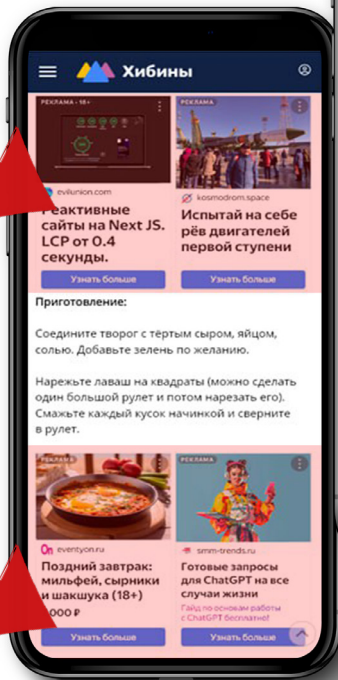 Хибины
РЕКЛАМА • 18+
evilunion.com
Реактивные
сайты на Next JS.
LCP от 0.4
секунды.
Узнать больше
РЕКЛАМА
kosmodrom.space
Испытай на себе
рёв двигателей
первой ступени
Узнать больше
Приготовление:
Соедините творог с тёртым сыром, яйцом,
солью. Добавьте зелень по желанию.
Нарежьте лаваш на квадраты (можно сделать
один большой рулет и потом нарезать его).
Смажьте каждый кусок начинкой и сверните
в рулет.
РЕКЛАМА
On eventyon.ru
Поздний завтрак:
мильфей, сырники
и шакшука (18+)
000 ₽
Узнать больше
РЕКЛАМА
smm-trends.ru
Готовые запросы
для ChatGPT на все
случаи жизни
Гайд по основам работы
с ChatGPT бесплатно!
Узнать больше